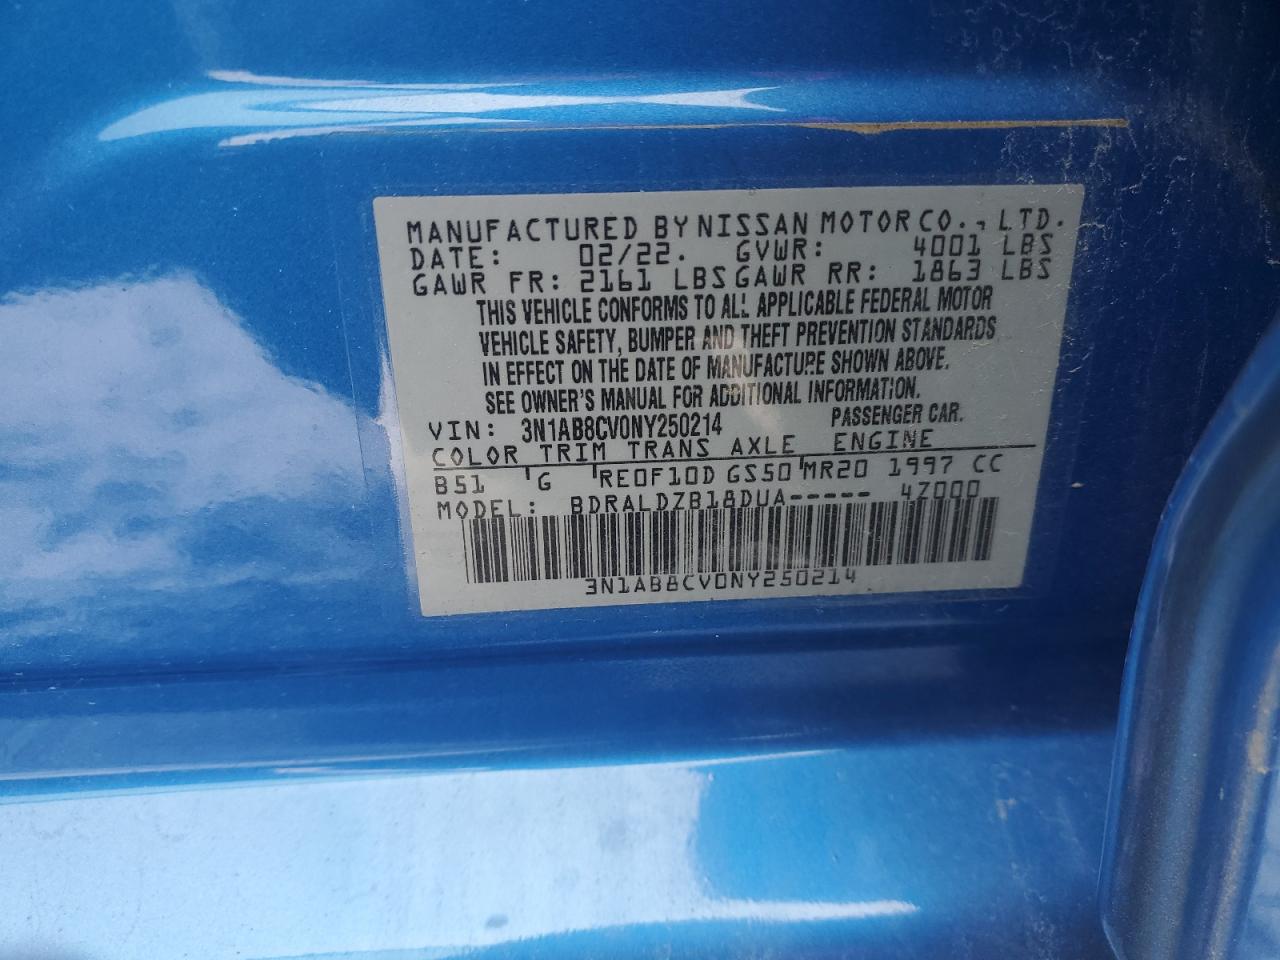 MANUFACTURED BY NISSAN MOTOR CO., LTD.
DATE: 02/22. GVWR: 4001 LBS
GAWR FR: 2161 LBS GAWR RR: 1863 LBS
THIS VEHICLE CONFORMS TO ALL APPLICABLE FEDERAL MOTOR
VEHICLE SAFETY, BUMPER AND THEFT PREVENTION STANDARDS
IN EFFECT ON THE DATE OF MANUFACTURE SHOWN ABOVE.
SEE OWNER'S MANUAL FOR ADDITIONAL INFORMATION.
VIN: 3N1AB8CV0NY250214 PASSENGER CAR.
COLOR TRIM TRANS AXLE ENGINE
B51 G RE0F10D GS50 MR20 1997 CC
MODEL: BDRALDZB18DUA----- 47000
3N1AB8CV0NY250214